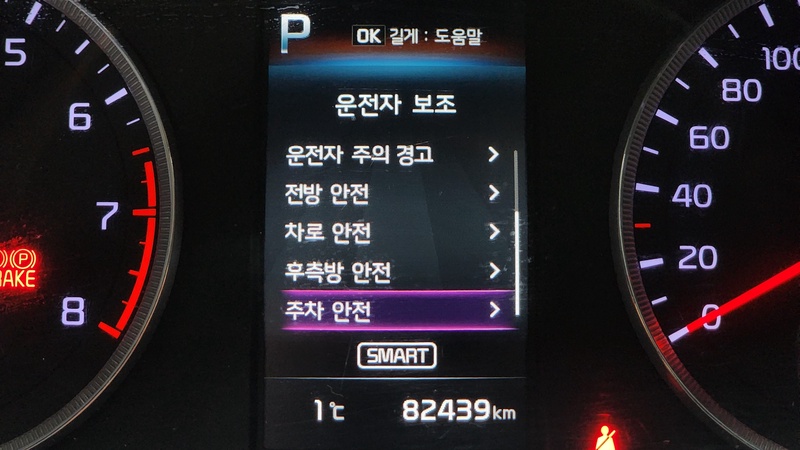 P OK 길게 : 도움말
운전자 보조
운전자 주의 경고
전방 안전
차로 안전
후측방 안전
주차 안전
SMART
1℃ 82439km
5
6
7
8
(P)
100
80
60
40
20
0